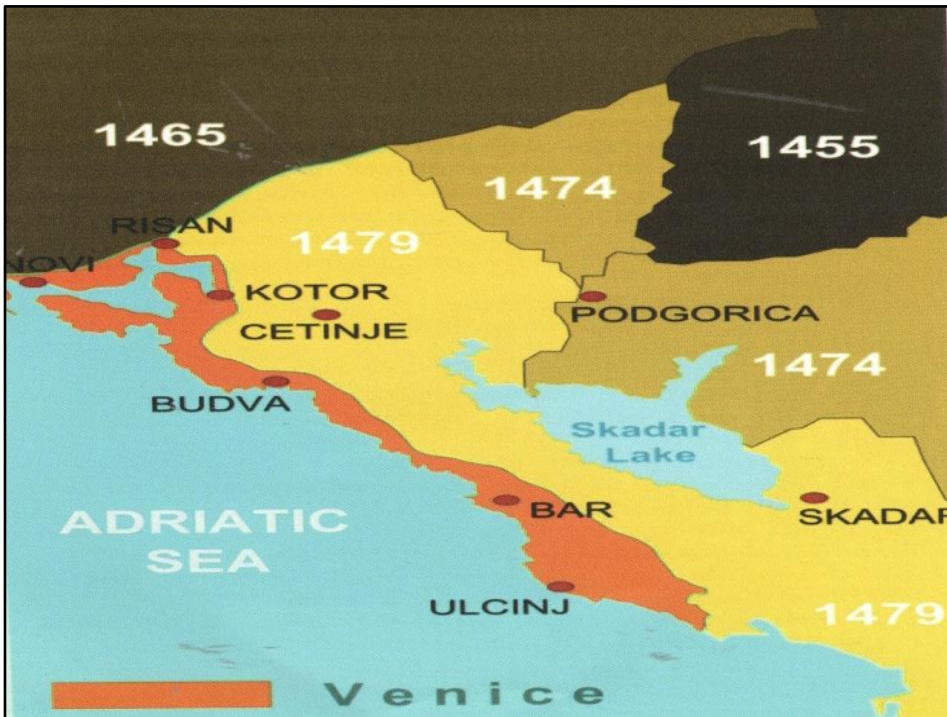 1465
1455
1474
RISAN
1479
NOVI
KOTOR
PODGORICA
CETINJE
1474
BUDVA
Skadar
Lake
BAR
SKADAR
ADRIATIC
SEA
ULCINJ
1479
Venice